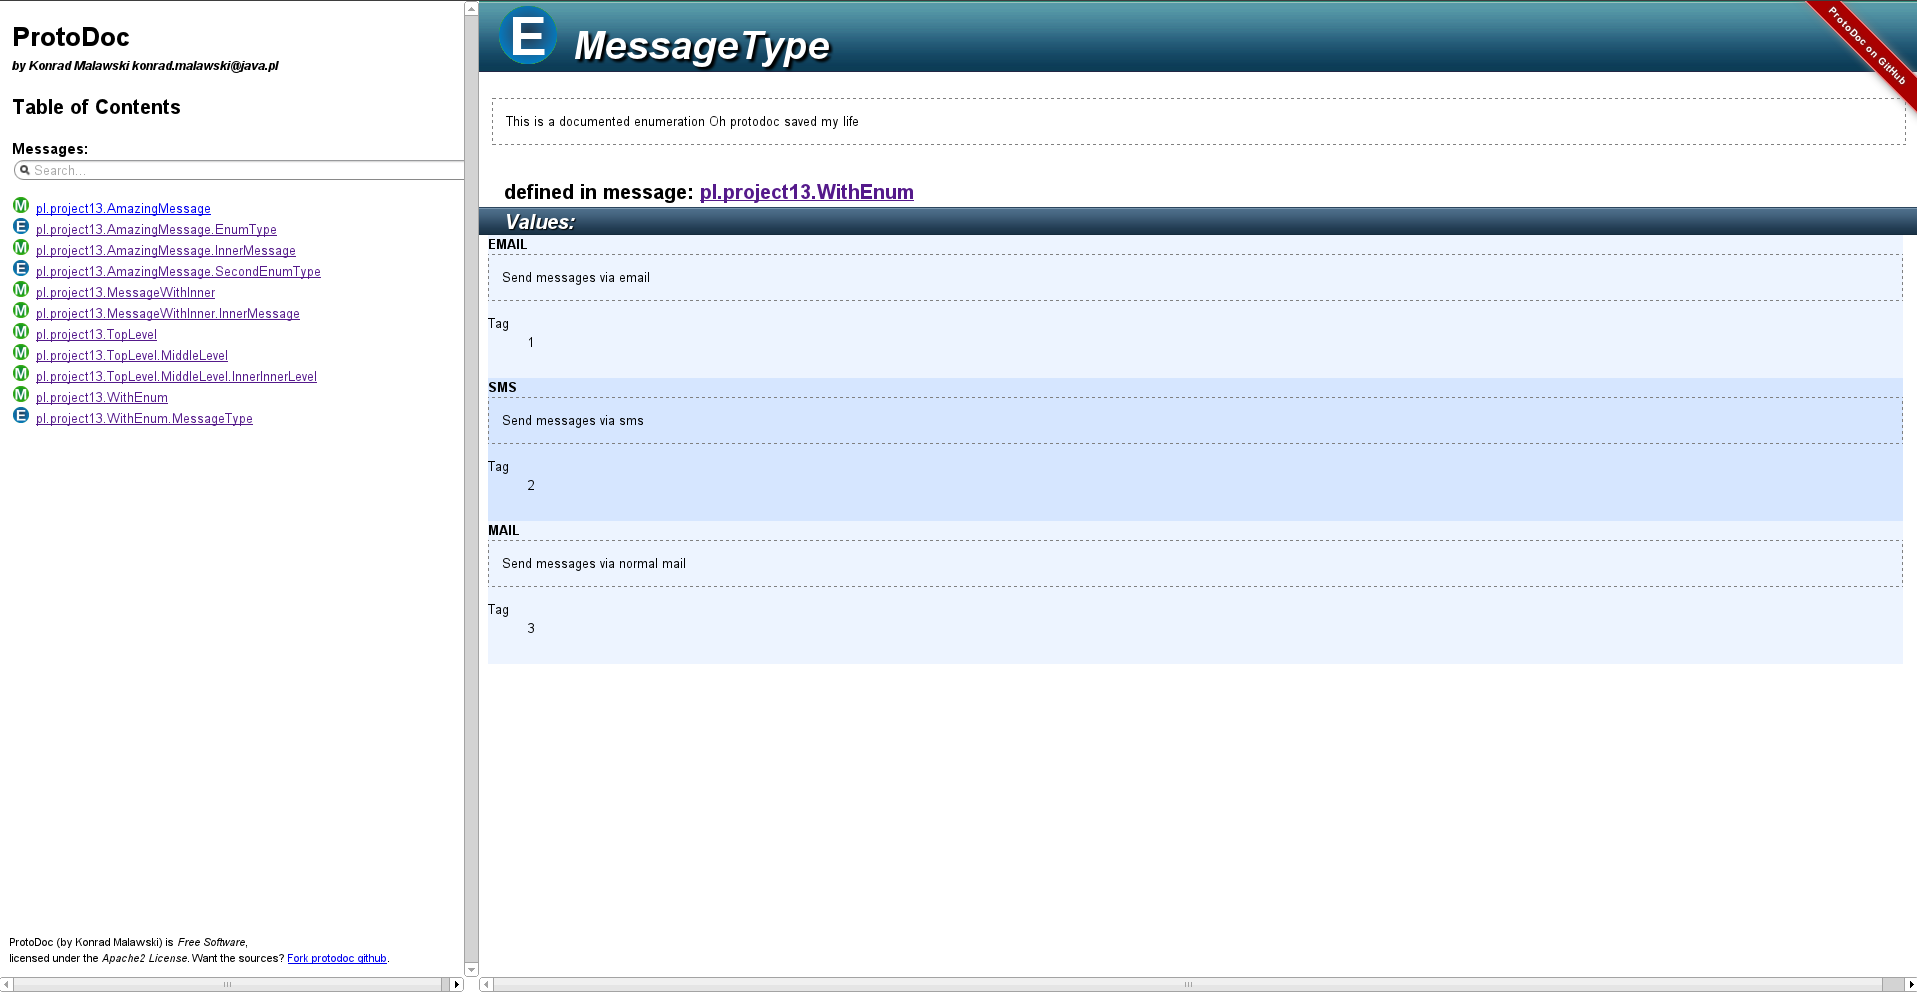 ProtoDoc
by Konrad Malawski konrad.malawski@java.pl
Table of Contents
Messages:
Search...
M pl.project13.AmazingMessage
E pl.project13.AmazingMessage.EnumType
M pl.project13.AmazingMessage.InnerMessage
E pl.project13.AmazingMessage.SecondEnumType
M pl.project13.MessageWithInner
M pl.project13.MessageWithInner.InnerMessage
M pl.project13.TopLevel
M pl.project13.TopLevel.MiddleLevel
M pl.project13.TopLevel.MiddleLevel.InnerInnerLevel
M pl.project13.WithEnum
E pl.project13.WithEnum.MessageType
ProtoDoc (by Konrad Malawski) is Free Software,
licensed under the Apache2 License. Want the sources? Fork protodoc github.
E MessageType
ProtoDoc on GitHub
This is a documented enumeration Oh protodoc saved my life
defined in message: pl.project13.WithEnum
Values:
EMAIL
Send messages via email
Tag
1
SMS
Send messages via sms
Tag
2
MAIL
Send messages via normal mail
Tag
3